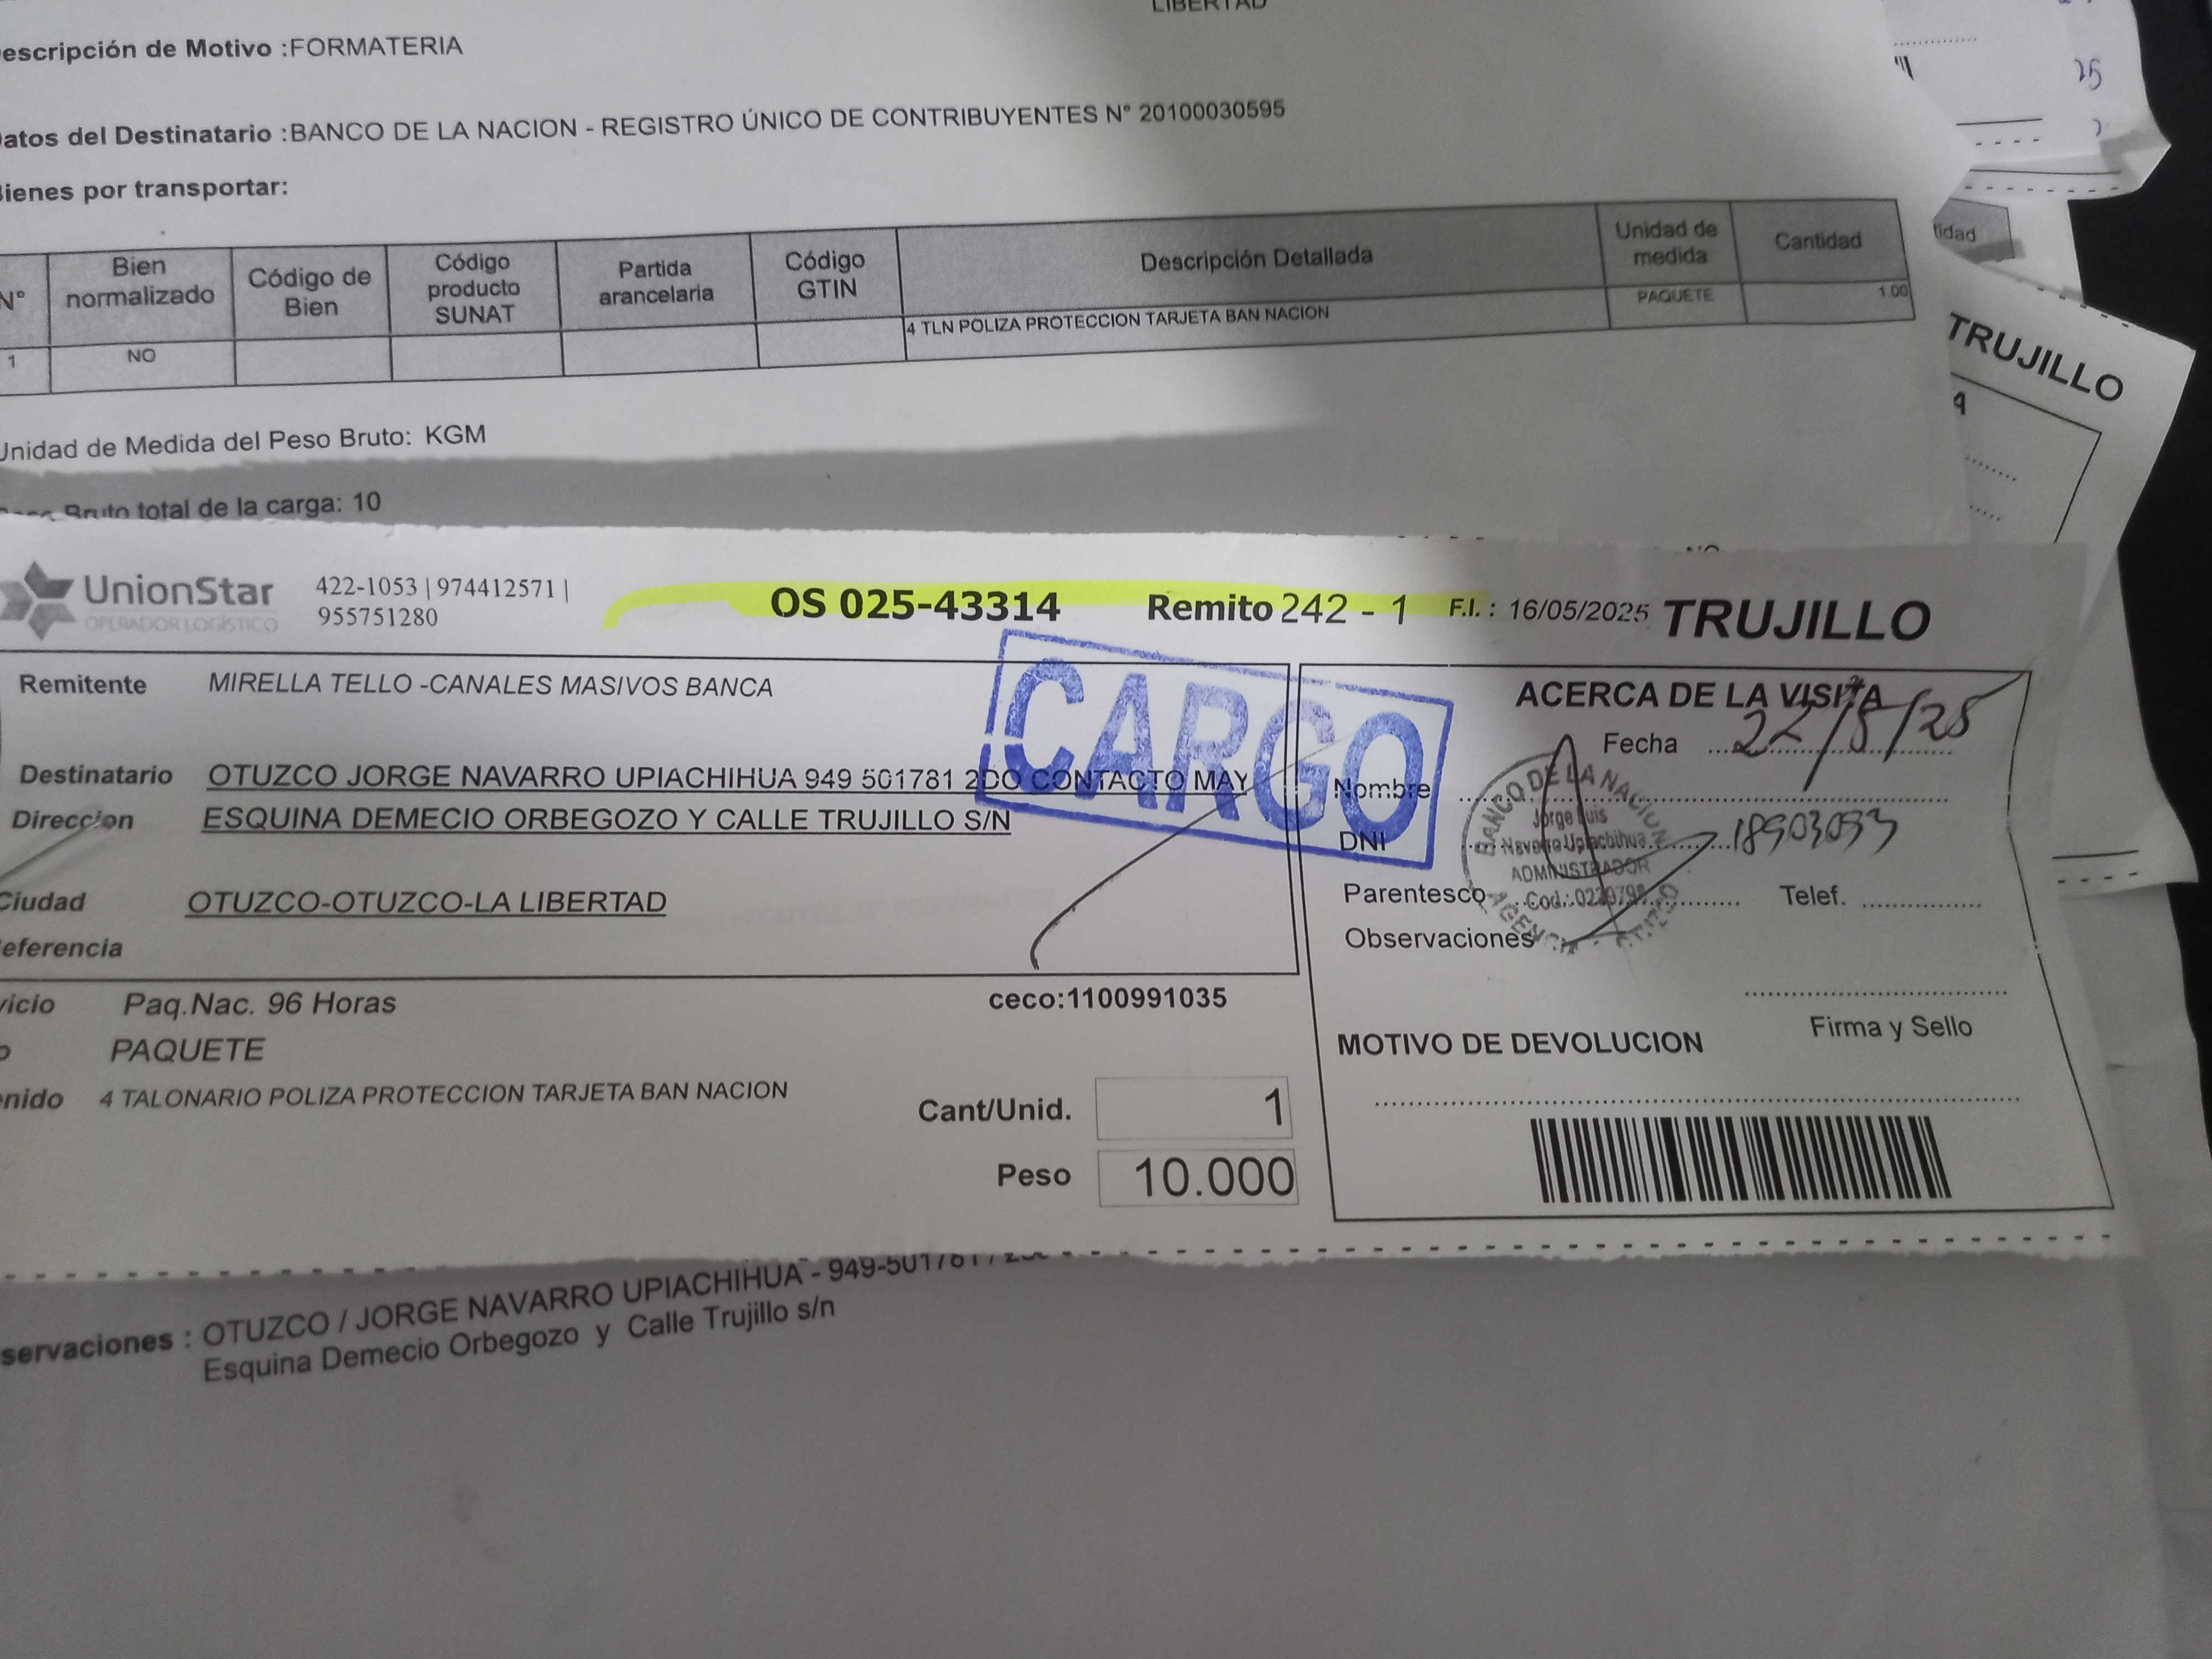 LIBERTAD
escripción de Motivo :FORMATERIA
atos del Destinatario :BANCO DE LA NACION - REGISTRO ÚNICO DE CONTRIBUYENTES N° 20100030595
ienes por transportar:
N° Bien normalizado Código de Bien Código producto SUNAT Partida arancelaria Código GTIN Descripción Detallada Unidad de medida Cantidad
1 NO 4 TLN POLIZA PROTECCION TARJETA BAN NACION PAQUETE 1.00
Unidad de Medida del Peso Bruto: KGM
Bruto total de la carga: 10
25
tidad
TRUJILLO
UnionStar
OPERADOR LOGÍSTICO
422-1053 | 974412571 |
955751280
OS 025-43314 Remito 242 - 1 F.I. : 16/05/2025 TRUJILLO
CARGO
Remitente MIRELLA TELLO -CANALES MASIVOS BANCA
Destinatario OTUZCO JORGE NAVARRO UPIACHIHUA 949 501781 2DO CONTACTO MAY
Direccion ESQUINA DEMECIO ORBEGOZO Y CALLE TRUJILLO S/N
Ciudad OTUZCO-OTUZCO-LA LIBERTAD
eferencia
vicio Paq.Nac. 96 Horas
ceco:1100991035
o PAQUETE
nido 4 TALONARIO POLIZA PROTECCION TARJETA BAN NACION
Cant/Unid. 1
Peso 10.000
ACERCA DE LA VISITA
Fecha 22/5/25
Nombre
DNI 18903093
Parentesco Telef.
Observaciones
BANCO DE LA NACION
Jorge Luis
Navarro Upiachihua
ADMINISTRADOR
Cod.:
Firma y Sello
MOTIVO DE DEVOLUCION
servaciones : OTUZCO / JORGE NAVARRO UPIACHIHUA - 949-501781 /
Esquina Demecio Orbegozo y Calle Trujillo s/n